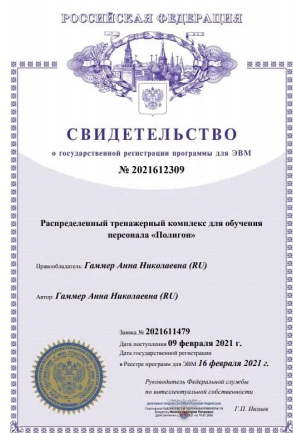 РОССИЙСКАЯ ФЕДЕРАЦИЯ
СВИДЕТЕЛЬСТВО
о государственной регистрации программы для ЭВМ
№ 2021612309
Распределенный тренажерный комплекс для обучения
персонала «Полигон»
Правообладатель: Гаммер Анна Николаевна (RU)
Автор: Гаммер Анна Николаевна (RU)
Заявка № 2021611479
Дата поступления 09 февраля 2021 г.
Дата государственной регистрации
в Реестре программ для ЭВМ 16 февраля 2021 г.
Руководитель Федеральной службы
по интеллектуальной собственности
Г.П. Ивлиев